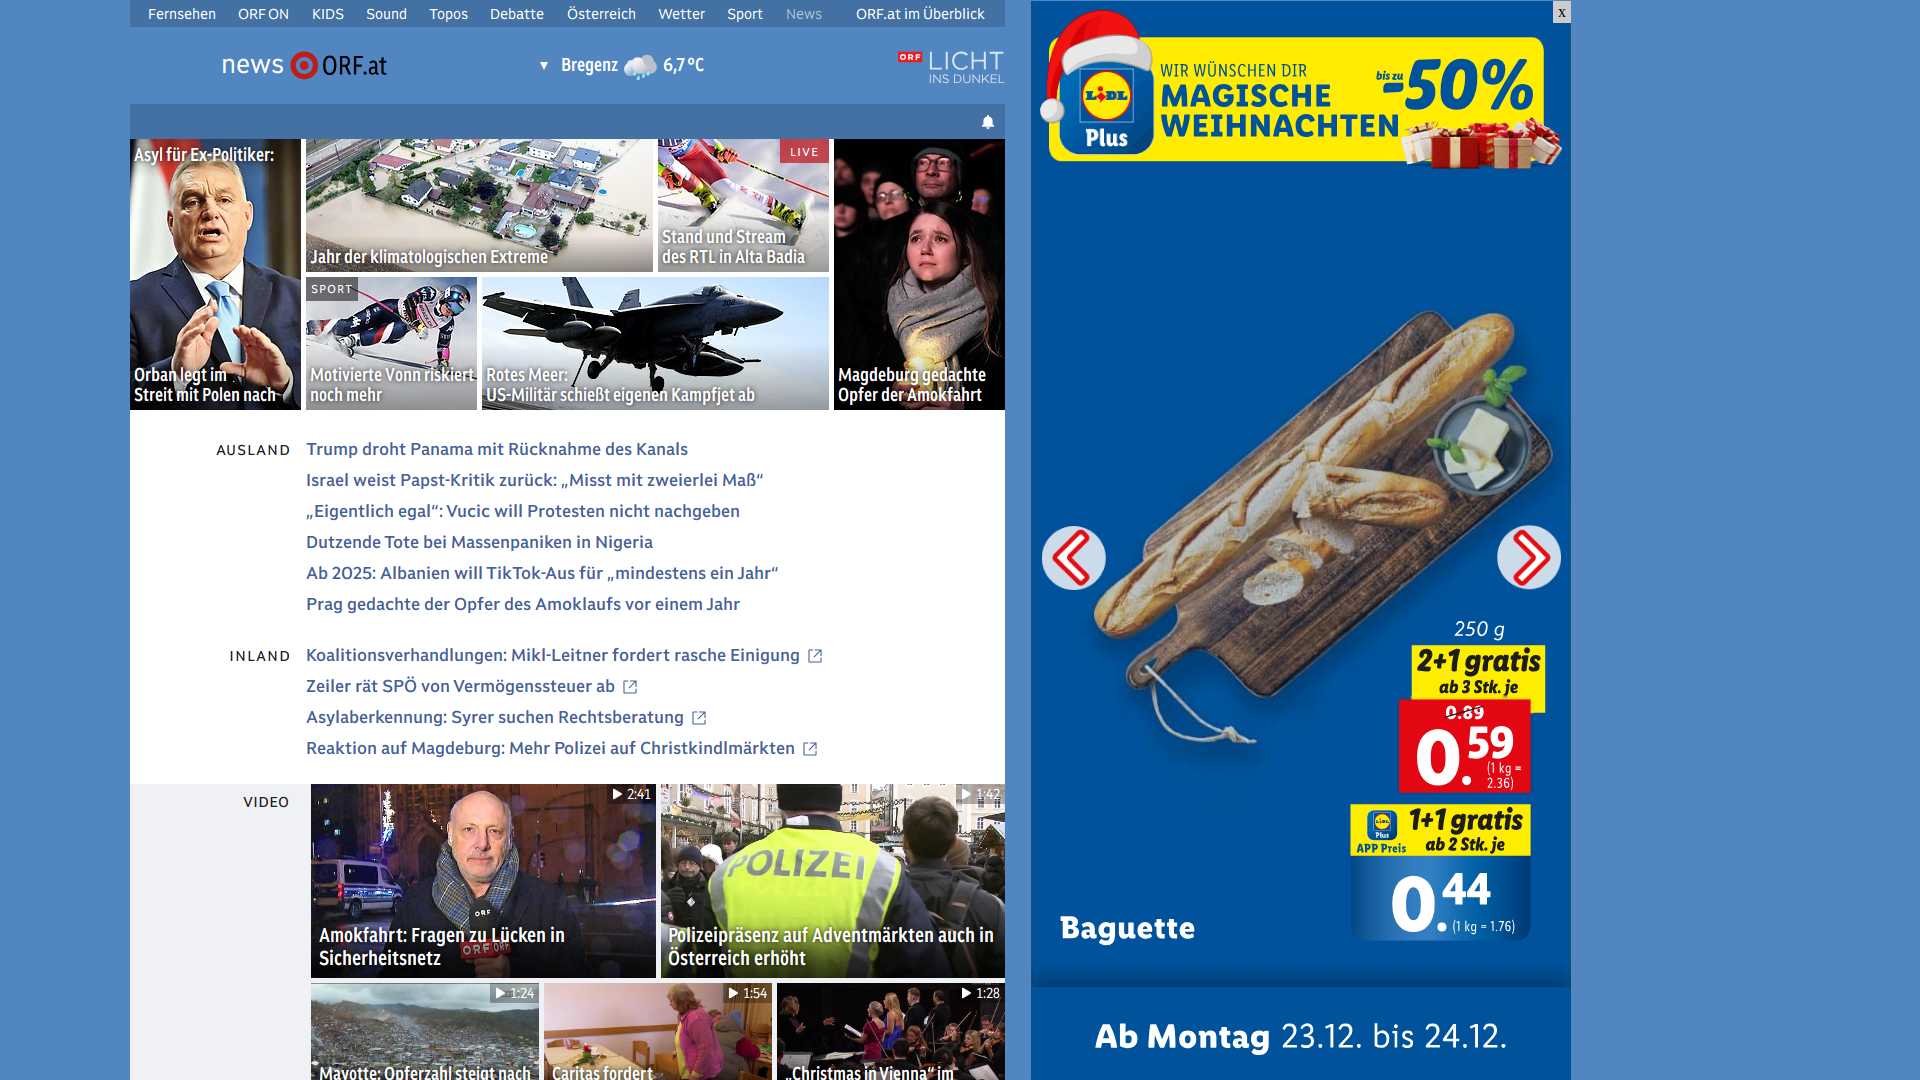 Fernsehen ORF ON KIDS Sound Topos Debatte Österreich Wetter Sport News ORF.at im Überblick
news ORF.at
▼ Bregenz 6,7 °C
ORF LICHT
INS DUNKEL
Asyl für Ex-Politiker:
Orban legt im
Streit mit Polen nach
Jahr der klimatologischen Extreme
LIVE
Stand und Stream
des RTL in Alta Badia
SPORT
Motivierte Vonn riskiert
noch mehr
Rotes Meer:
US-Militär schießt eigenen Kampfjet ab
Magdeburg gedachte
Opfer der Amokfahrt
AUSLAND
Trump droht Panama mit Rücknahme des Kanals
Israel weist Papst-Kritik zurück: „Misst mit zweierlei Maß“
„Eigentlich egal“: Vucic will Protesten nicht nachgeben
Dutzende Tote bei Massenpaniken in Nigeria
Ab 2025: Albanien will TikTok-Aus für „mindestens ein Jahr“
Prag gedachte der Opfer des Amoklaufs vor einem Jahr
INLAND
Koalitionsverhandlungen: Mikl-Leitner fordert rasche Einigung
Zeiler rät SPÖ von Vermögenssteuer ab
Asylaberkennung: Syrer suchen Rechtsberatung
Reaktion auf Magdeburg: Mehr Polizei auf Christkindlmärkten
VIDEO
2:41
ORF
ORF ORF
Amokfahrt: Fragen zu Lücken in
Sicherheitsnetz
1:42
POLIZEI
Polizeipräsenz auf Adventmärkten auch in
Österreich erhöht
1:24
Mayotte: Opferzahl steigt nach
1:54
Caritas fordert
1:28
„Christmas in Vienna“ im
x
LIDL
Plus
WIR WÜNSCHEN DIR
MAGISCHE
WEIHNACHTEN
bis zu
-50%
250 g
2+1 gratis
ab 3 Stk. je
0.89
0.59
(1 kg =
2.36)
LIDL
Plus
APP Preis
1+1 gratis
ab 2 Stk. je
0.44
(1 kg = 1.76)
Baguette
Ab Montag 23.12. bis 24.12.